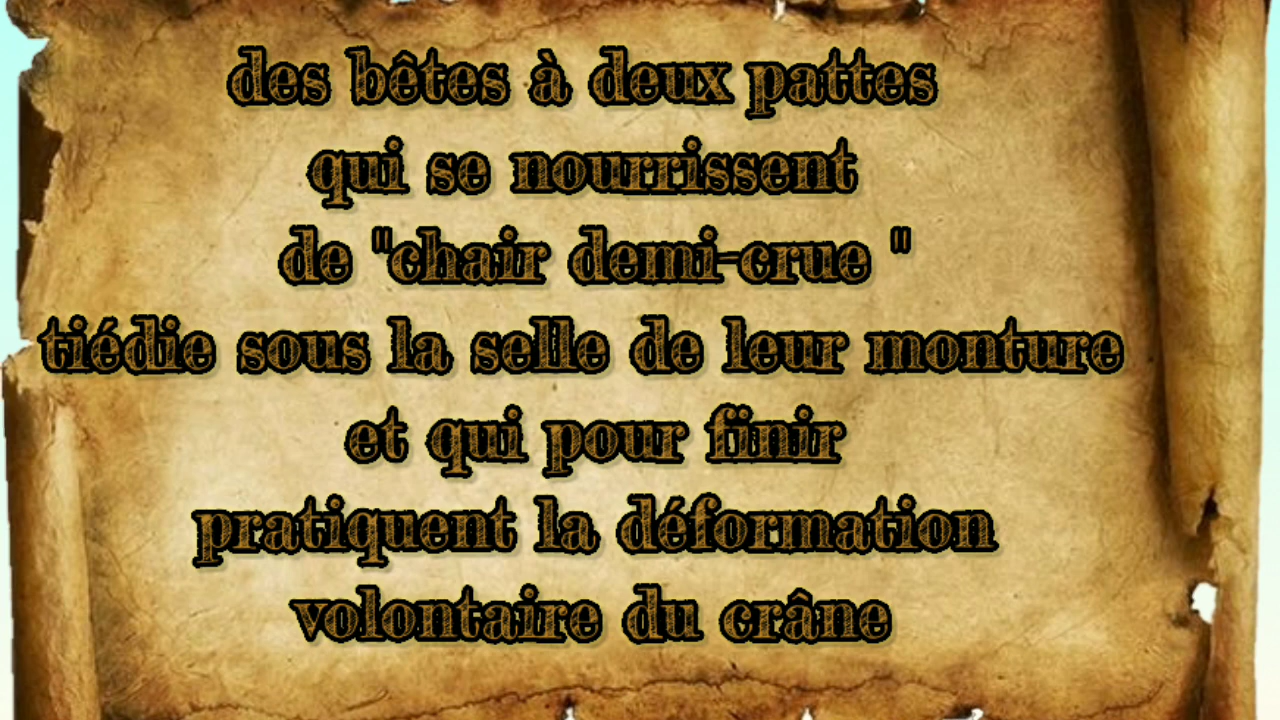 des bêtes à deux pattes
qui se nourrissent
de "chair demi-crue "
tiédie sous la selle de leur monture
et qui pour finir
pratiquent la déformation
volontaire du crâne